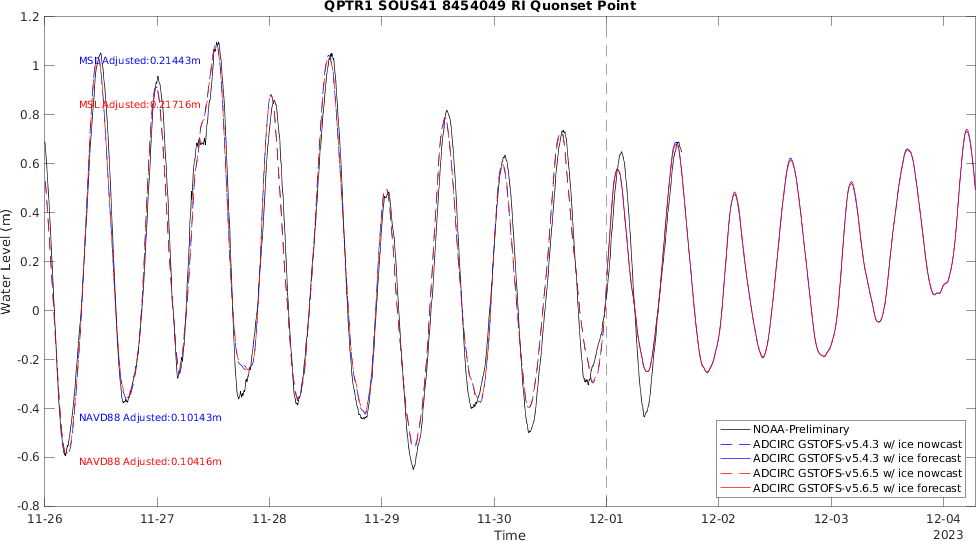 QPTR1 SOUS41 8454049 RI Quonset Point
1.2
1
0.8
0.6
0.4
0.2
0
-0.2
-0.4
-0.6
-0.8
Water Level (m)
MSL Adjusted:0.21443m
MSL Adjusted:0.21716m
NAVD88 Adjusted:0.10143m
NAVD88 Adjusted:0.10416m
NOAA-Preliminary
ADCIRC GSTOFS-v5.4.3 w/ ice nowcast
ADCIRC GSTOFS-v5.4.3 w/ ice forecast
ADCIRC GSTOFS-v5.6.5 w/ ice nowcast
ADCIRC GSTOFS-v5.6.5 w/ ice forecast
11-26 11-27 11-28 11-29 11-30 12-01 12-02 12-03 12-04
Time
2023